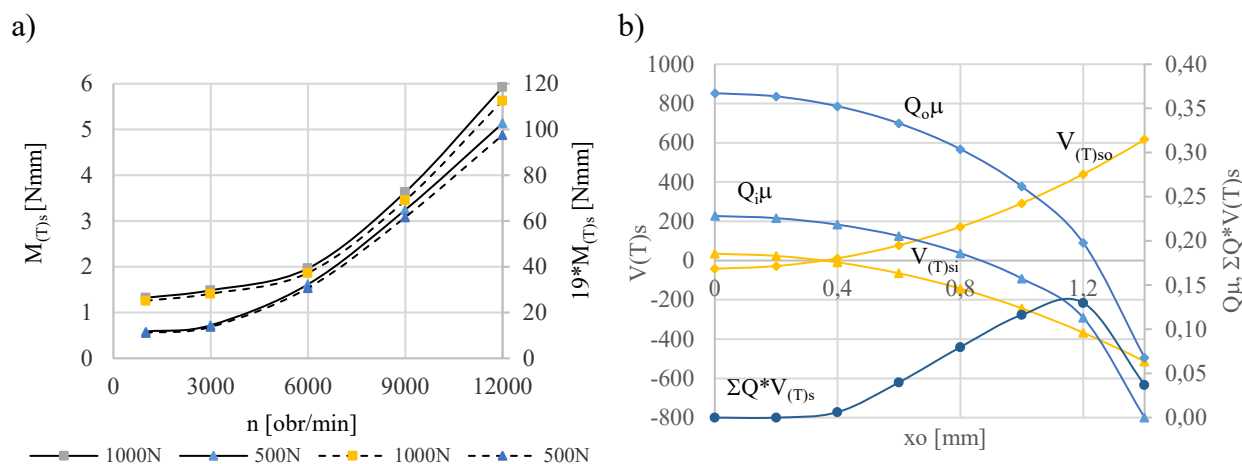 a)
M(T)s [Nmm]
6
5
4
3
2
1
0
120
100
80
60
40
20
0
19*M(T)s [Nmm]
0
3000
6000
9000
12000
n [obr/min]
1000N
500N
1000N
500N
b)
V(T)s
1000
800
600
400
200
0
-200
-400
-600
-800
0,40
0,35
0,30
0,25
0,20
0,15
0,10
0,05
0,00
Qμ, ΣQ*V(T)s
Qoμ
V(T)so
Qiμ
V(T)si
0
0,4
0,8
1,2
ΣQ*V(T)s
xo [mm]